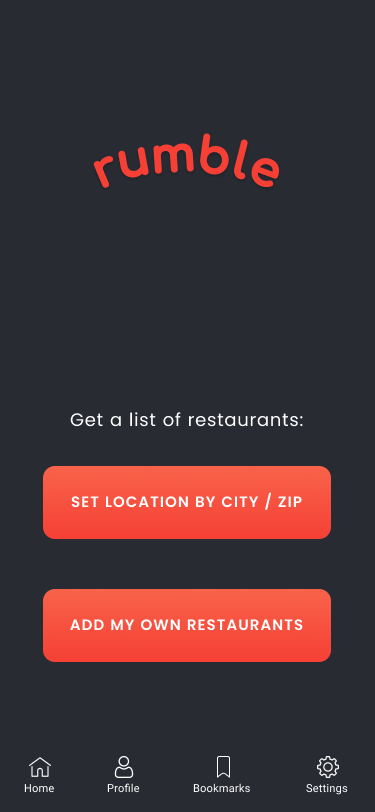 rumble
Get a list of restaurants:
SET LOCATION BY CITY / ZIP
ADD MY OWN RESTAURANTS
Home Profile Bookmarks Settings